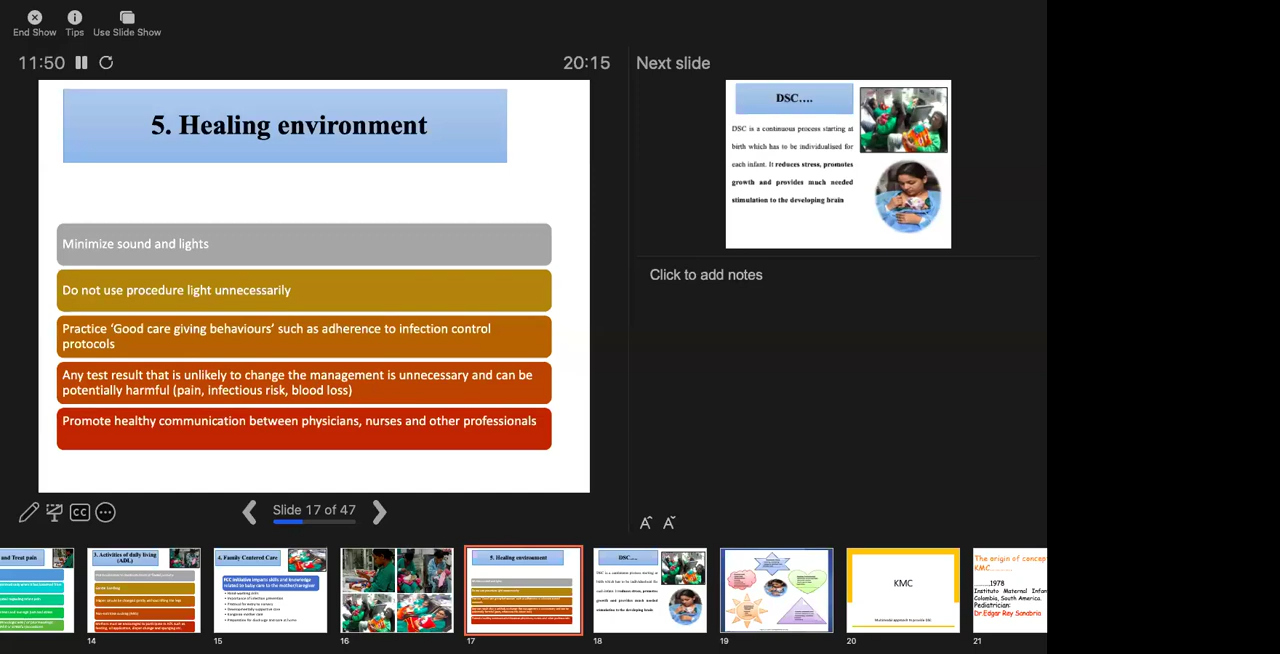 End Show Tips Use Slide Show
11:50 20:15
5. Healing environment
Minimize sound and lights
Do not use procedure light unnecessarily
Practice ‘Good care giving behaviours’ such as adherence to infection control
protocols
Any test result that is unlikely to change the management is unnecessary and can be
potentially harmful (pain, infectious risk, blood loss)
Promote healthy communication between physicians, nurses and other professionals
Slide 17 of 47
Next slide
DSC....
DSC is a continuous process starting at
birth which has to be individualised for
each infant. It reduces stress, promotes
growth and provides much needed
stimulation to the developing brain
Click to add notes
and Treat pain
3. Activities of daily living
(ADL)
14
4. Family Centered Care
15
16
5. Healing environment
17
DSC....
18
19
KMC
20
The origin of concep
KMC
........1978
Instituto Maternal Infan
Colombia, South America.
Pediatrician:
Dr.Edgar Rey Sanabria
21